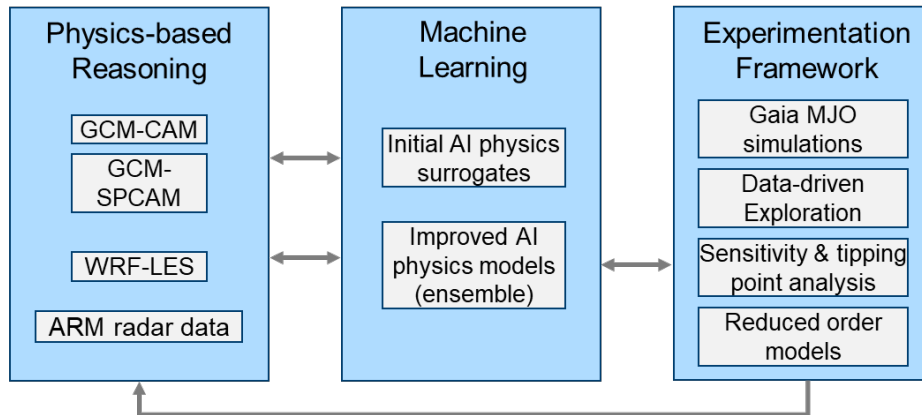 Physics-based
Reasoning
GCM-CAM
GCM-
SPCAM
WRF-LES
ARM radar data
Machine
Learning
Initial AI physics
surrogates
Improved AI
physics models
(ensemble)
Experimentation
Framework
Gaia MJO
simulations
Data-driven
Exploration
Sensitivity & tipping
point analysis
Reduced order
models